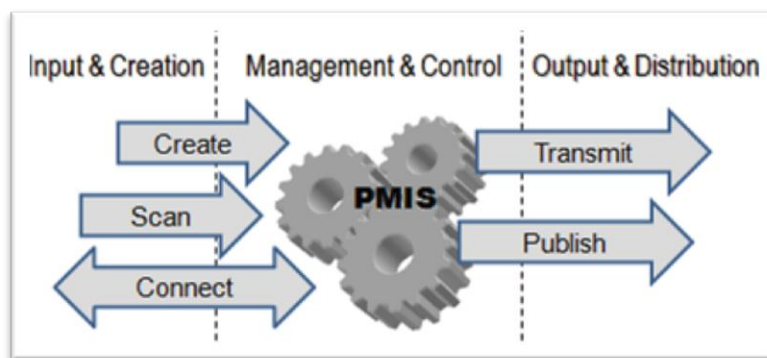 Input & Creation
Management & Control
Output & Distribution
Create
Scan
Connect
PMIS
Transmit
Publish